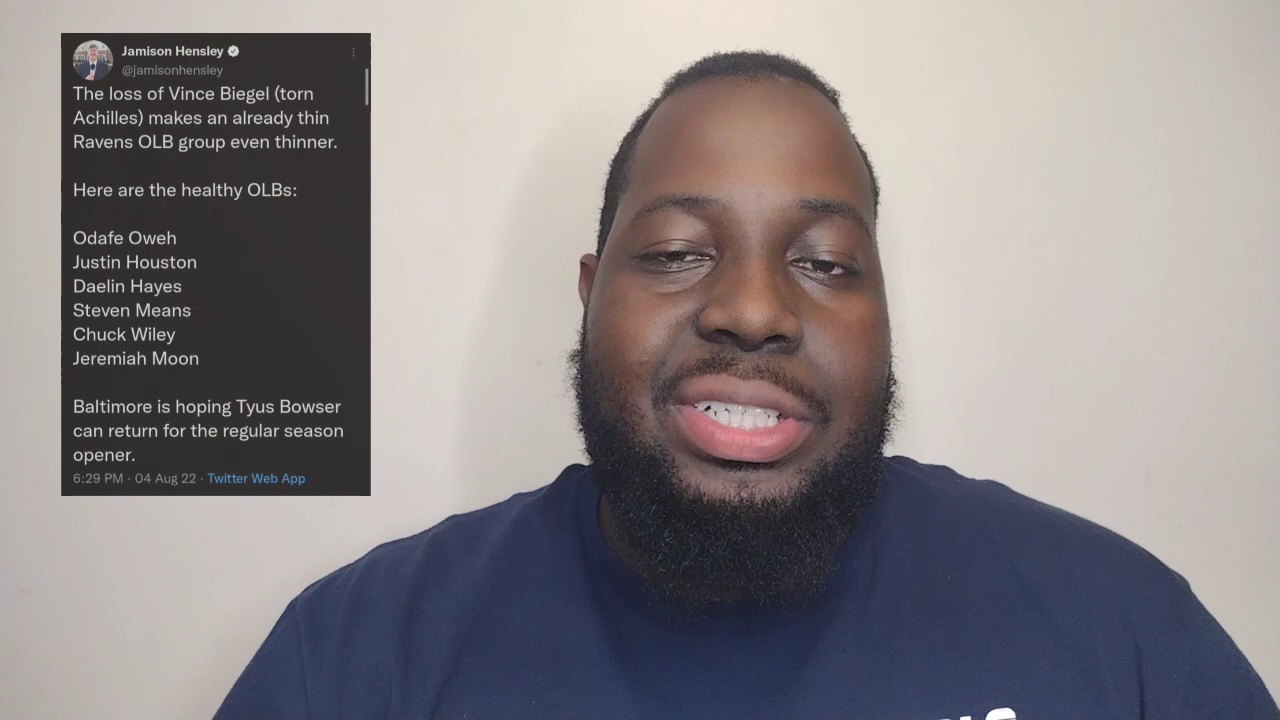 Jamison Hensley
@jamisonhensley
The loss of Vince Biegel (torn
Achilles) makes an already thin
Ravens OLB group even thinner.
Here are the healthy OLBs:
Odafe Oweh
Justin Houston
Daelin Hayes
Steven Means
Chuck Wiley
Jeremiah Moon
Baltimore is hoping Tyus Bowser
can return for the regular season
opener.
6:29 PM · 04 Aug 22 · Twitter Web App